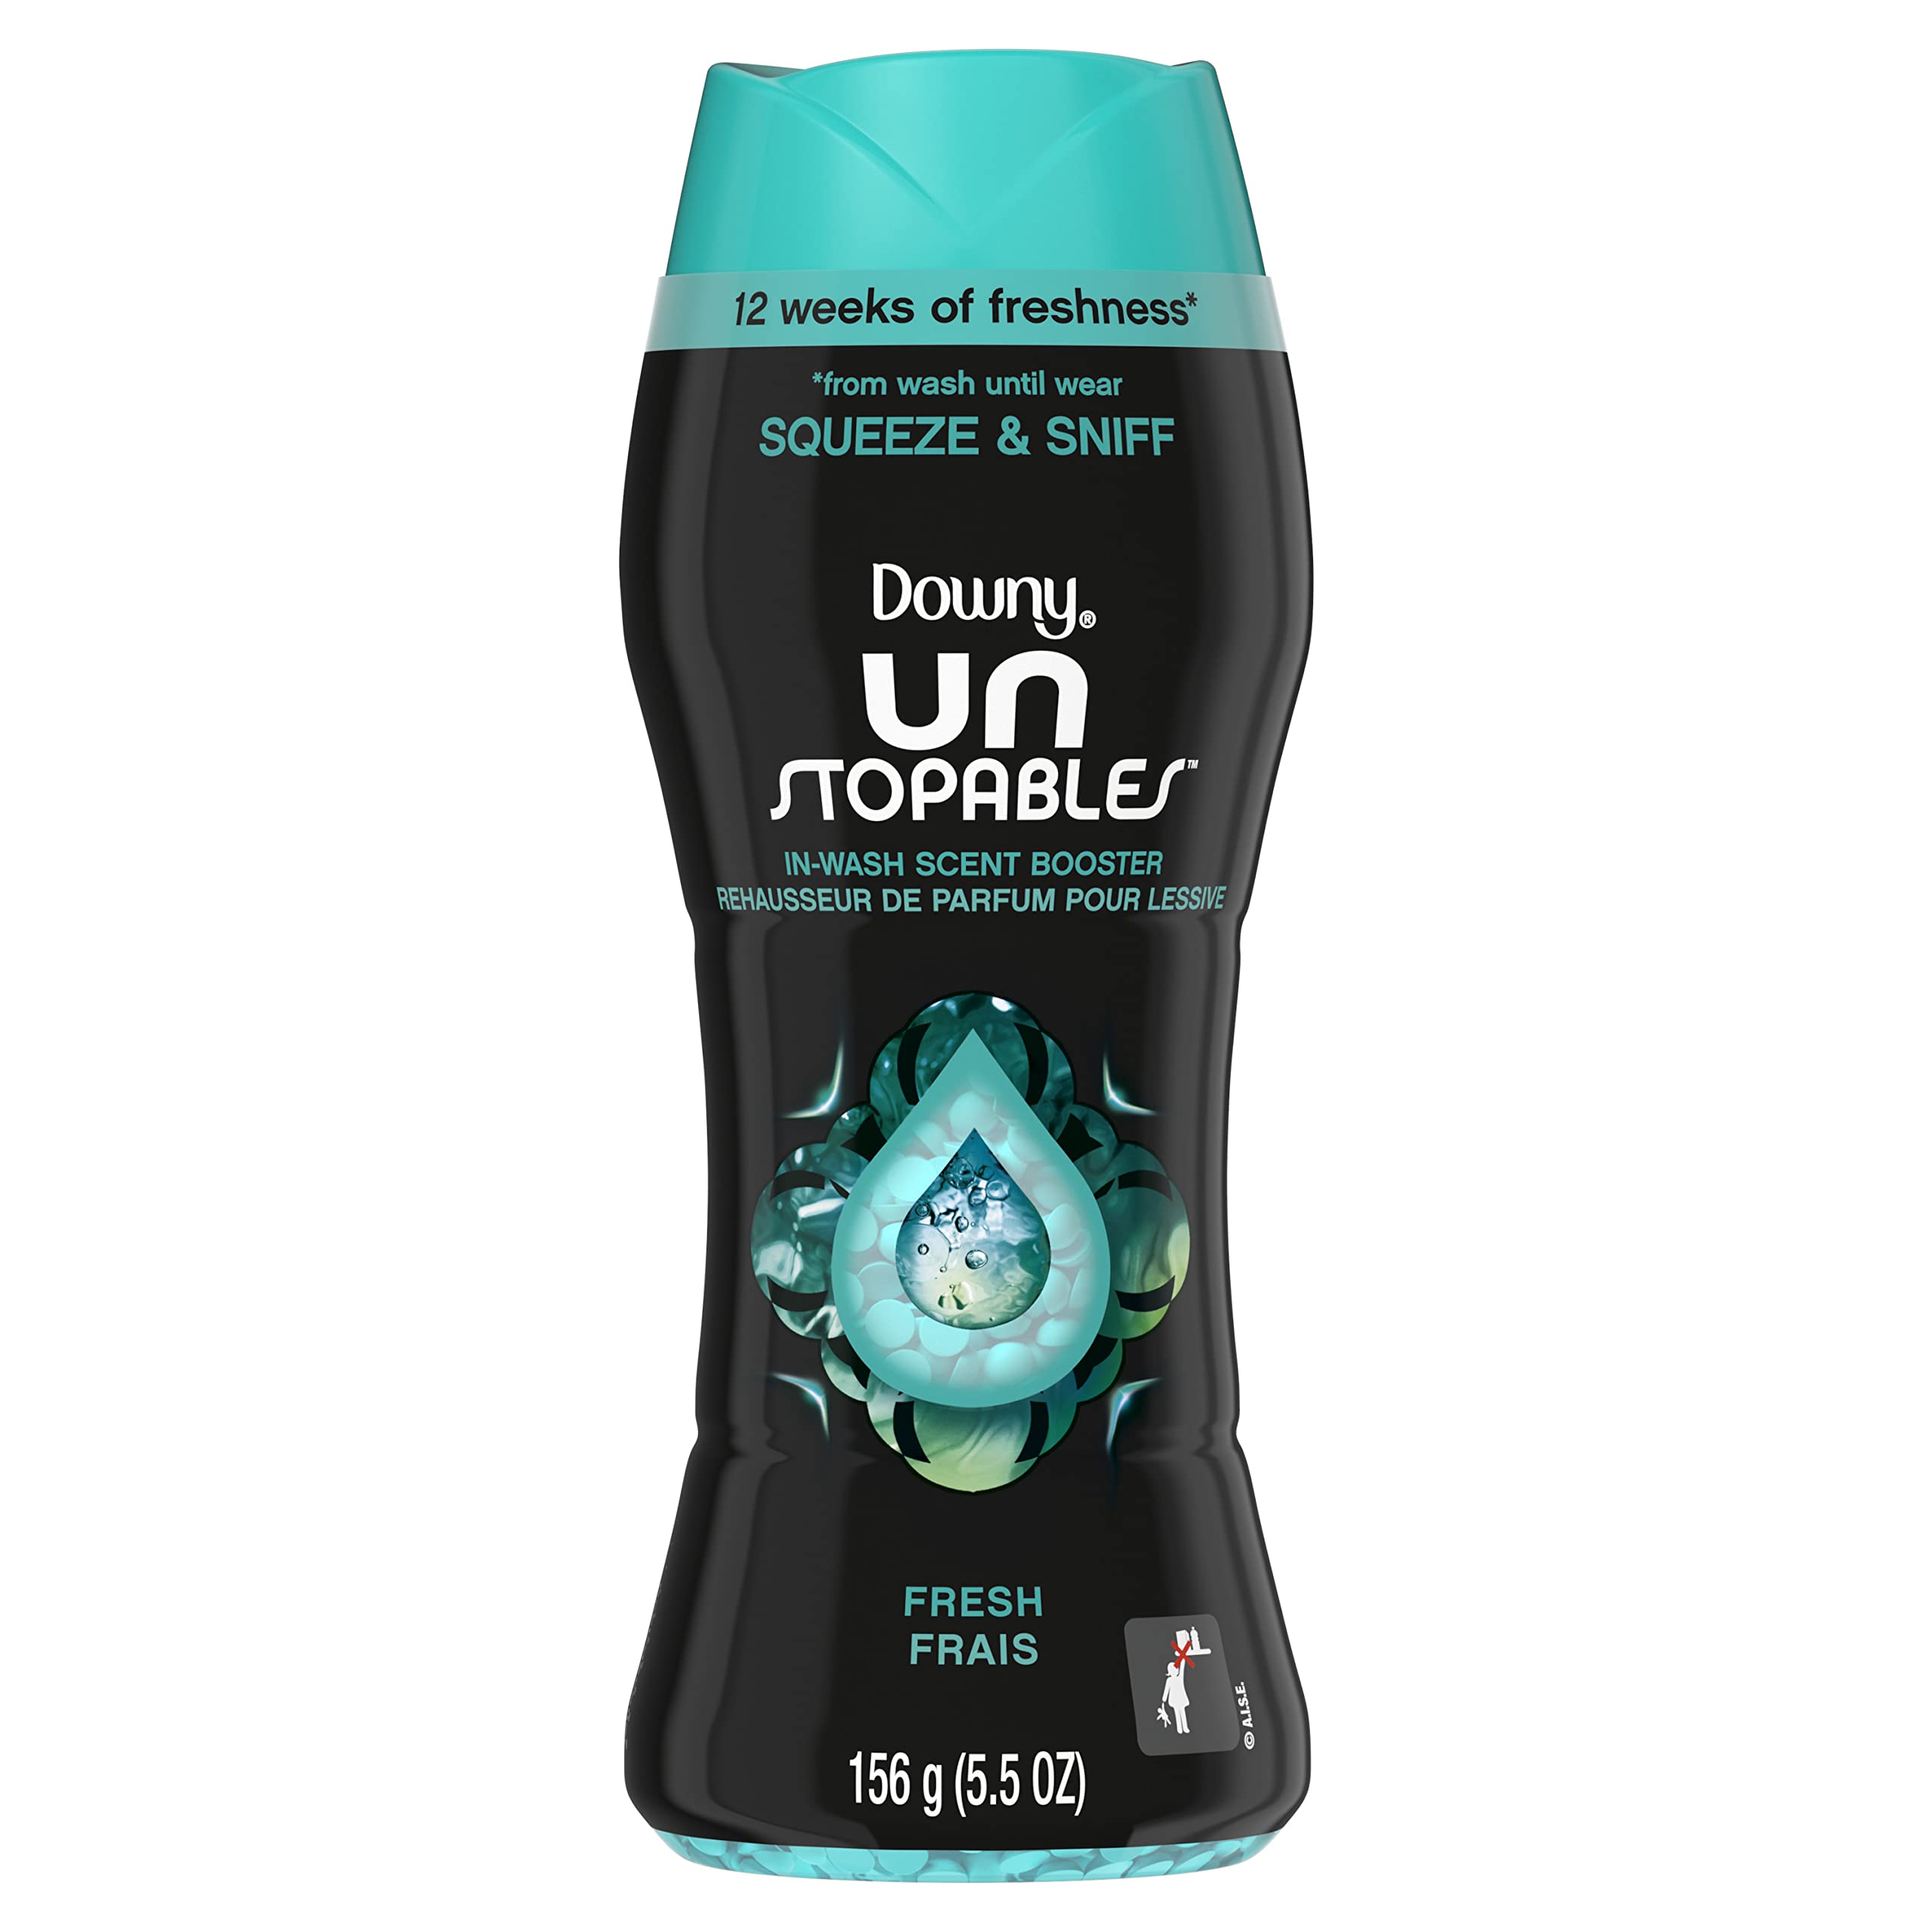 12 weeks of freshness*
*from wash until wear
SQUEEZE & SNIFF
Downy®
UN
STOPABLES™
IN-WASH SCENT BOOSTER
REHAUSSEUR DE PARFUM POUR LESSIVE
FRESH
FRAIS
© A.I.S.E.
156 g (5.5 OZ)